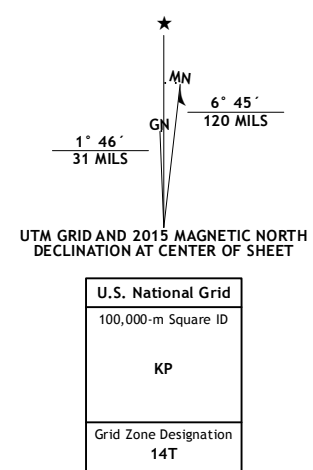 MN
6° 45´
120 MILS
GN
1° 46´
31 MILS
UTM GRID AND 2015 MAGNETIC NORTH
DECLINATION AT CENTER OF SHEET
U.S. National Grid
100,000-m Square ID
KP
Grid Zone Designation
14T